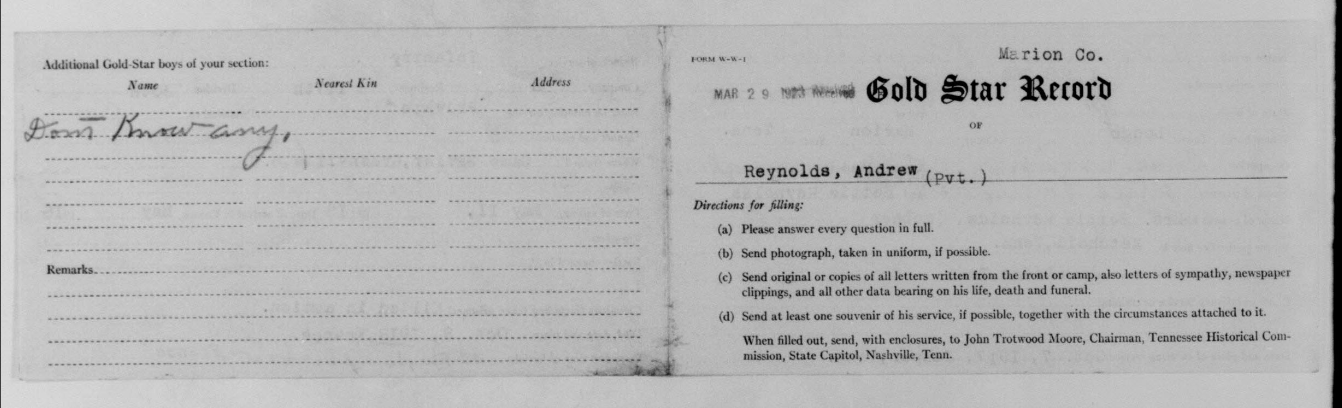 Additional Gold-Star boys of your section:
Name Nearest Kin Address
Don't Know any.
Remarks
FORM W-W-1
Marion Co.
MAR 29 1923 Received
Gold Star Record
OF
Reynolds, Andrew (Pvt.)
Directions for filling:
(a) Please answer every question in full.
(b) Send photograph, taken in uniform, if possible.
(c) Send original or copies of all letters written from the front or camp, also letters of sympathy, newspaper
clippings, and all other data bearing on his life, death and funeral.
(d) Send at least one souvenir of his service, if possible, together with the circumstances attached to it.
When filled out, send, with enclosures, to John Trotwood Moore, Chairman, Tennessee Historical Com-
mission, State Capitol, Nashville, Tenn.